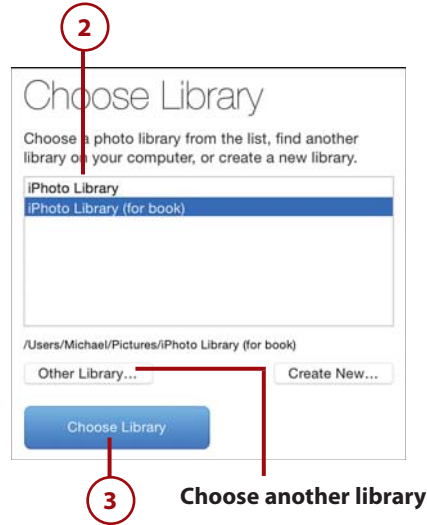 2
Choose Library
Choose a photo library from the list, find another
library on your computer, or create a new library.
iPhoto Library
iPhoto Library (for book)
/Users/Michael/Pictures/iPhoto Library (for book)
Other Library...
Create New...
Choose Library
3
Choose another library